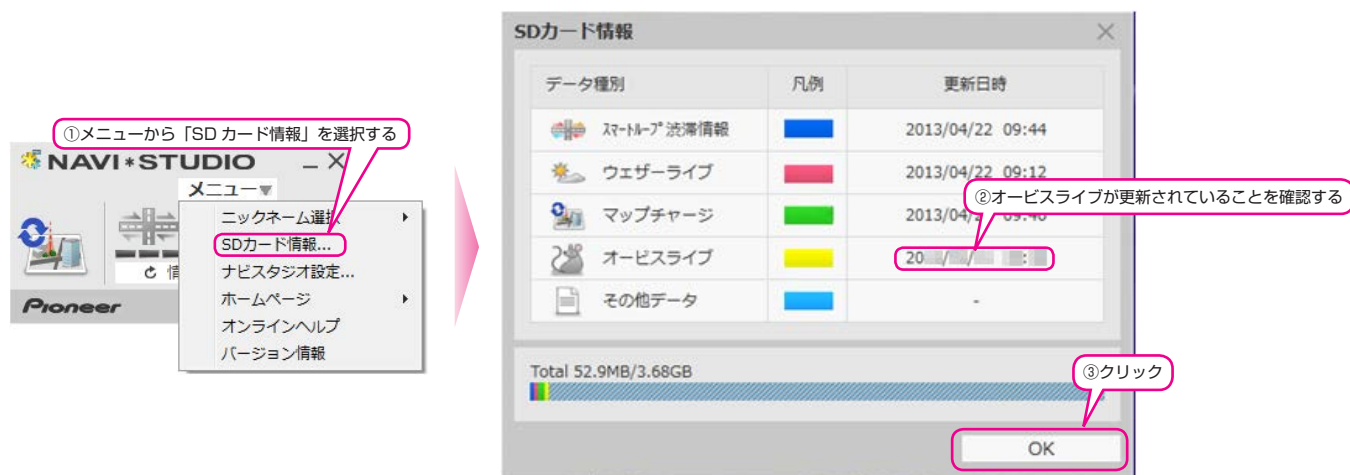 ①メニューから「SD カード情報」を選択する
NAVI*STUDIO
メニュー▼
ニックネーム選択
SDカード情報...
ナビスタジオ設定...
ホームページ
オンラインヘルプ
バージョン情報
情
Pioneer
SDカード情報
データ種別 凡例 更新日時
スマートループ渋滞情報 2013/04/22 09:44
ウェザーライブ 2013/04/22 09:12
②オービスライブが更新されていることを確認する
マップチャージ 2013/04/
オービスライブ 20
その他データ -
Total 52.9MB/3.68GB
③クリック
OK